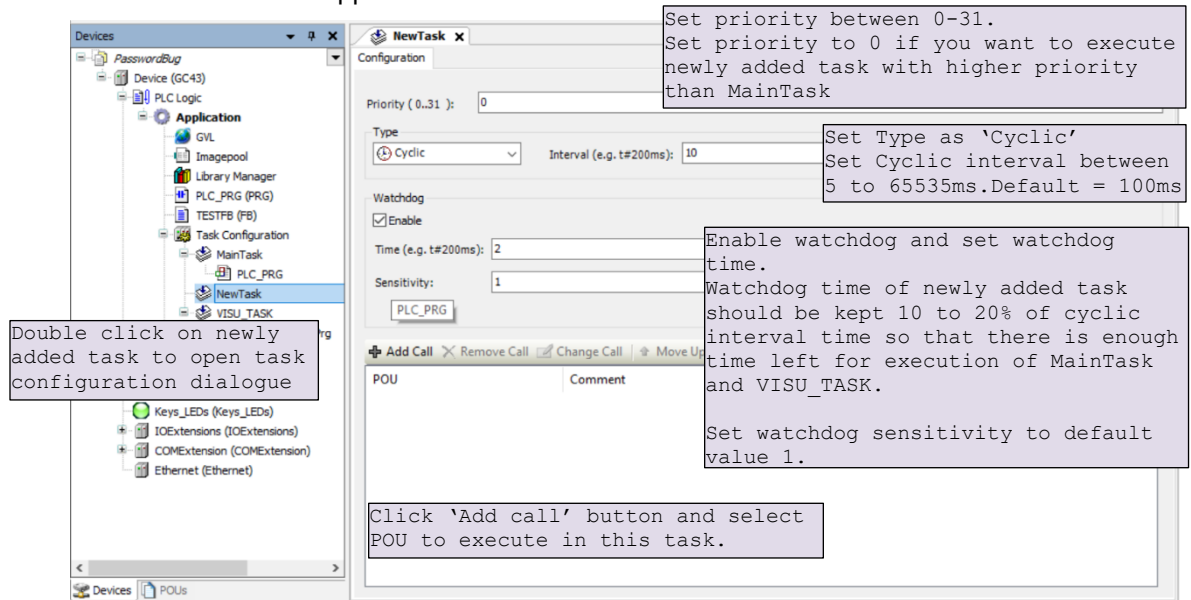 Set priority between 0-31.
Set priority to 0 if you want to execute
newly added task with higher priority
than MainTask
Devices
NewTask
PasswordBug
Configuration
Device (GC43)
PLC Logic
Priority ( 0..31 ): 0
Application
Type
GVL
Cyclic Interval (e.g. t#200ms): 10
Set Type as ‘Cyclic’
Set Cyclic interval between
5 to 65535ms.Default = 100ms
Imagepool
Library Manager
PLC_PRG (PRG)
Watchdog
TESTFB (FB)
Enable
Task Configuration
Time (e.g. t#200ms): 2
MainTask
PLC_PRG
Sensitivity: 1
NewTask
PLC_PRG
VISU_TASK
Enable watchdog and set watchdog
time.
Watchdog time of newly added task
should be kept 10 to 20% of cyclic
interval time so that there is enough
time left for execution of MainTask
and VISU_TASK.
Set watchdog sensitivity to default
value 1.
Double click on newly
added task to open task
configuration dialogue
Add Call Remove Call Change Call Move Up
POU Comment
Keys_LEDs (Keys_LEDs)
IOExtensions (IOExtensions)
COMExtension (COMExtension)
Ethernet (Ethernet)
Click ‘Add call’ button and select
POU to execute in this task.
Devices POUs